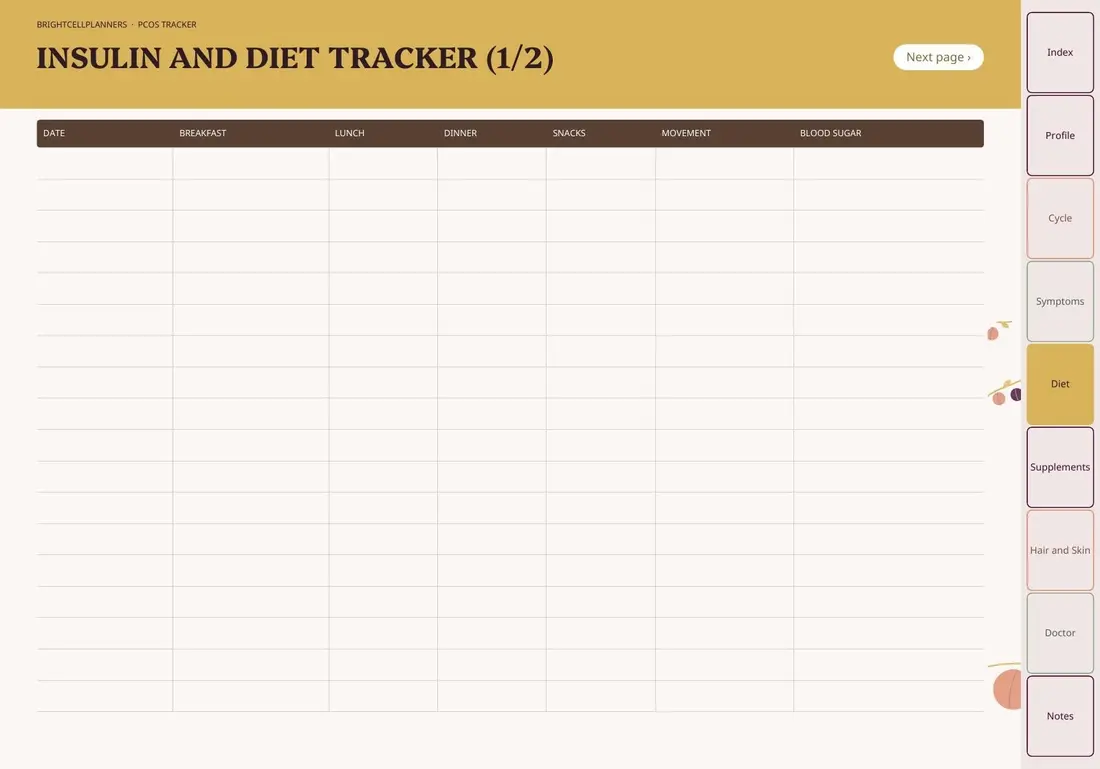 BRIGHTCELLPLANNERS · PCOS TRACKER
INSULIN AND DIET TRACKER (1/2)
Next page ›
DATE BREAKFAST LUNCH DINNER SNACKS MOVEMENT BLOOD SUGAR
Index
Profile
Cycle
Symptoms
Diet
Supplements
Hair and Skin
Doctor
Notes